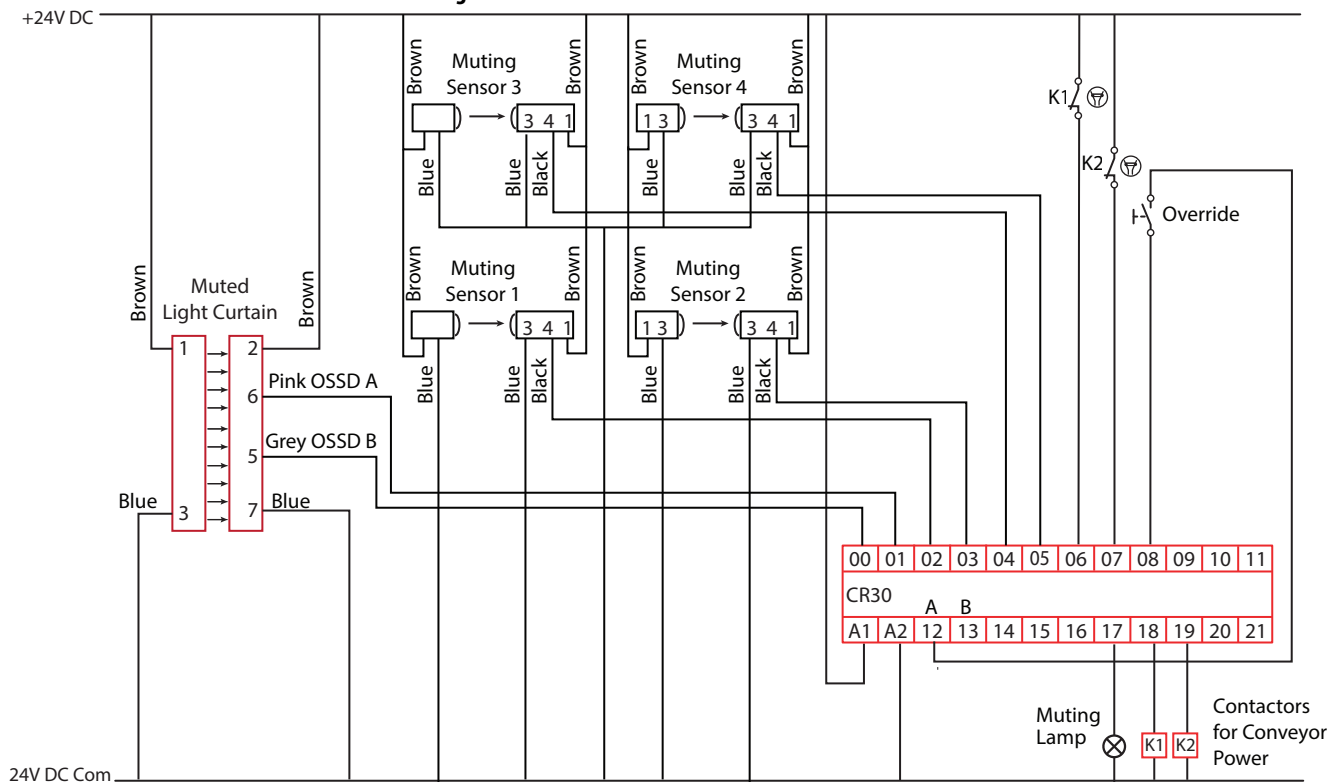 +24V DC
Brown
Muting
Sensor 3
Brown
Brown
Muting
Sensor 4
Brown
3 4 1
1 3
3 4 1
Blue
Blue
Black
Blue
Blue
Black
K1
K2
Override
Brown
Muted
Light Curtain
Brown
Brown
Muting
Sensor 1
Brown
Brown
Muting
Sensor 2
Brown
3 4 1
1 3
3 4 1
Blue
Blue
Black
Blue
Blue
Black
1
2
6
Pink OSSD A
5
Grey OSSD B
Blue
3
7
Blue
00 01 02 03 04 05 06 07 08 09 10 11
CR30
A B
A1 A2 12 13 14 15 16 17 18 19 20 21
Muting
Lamp
K1
K2
Contactors
for Conveyor
Power
24V DC Com